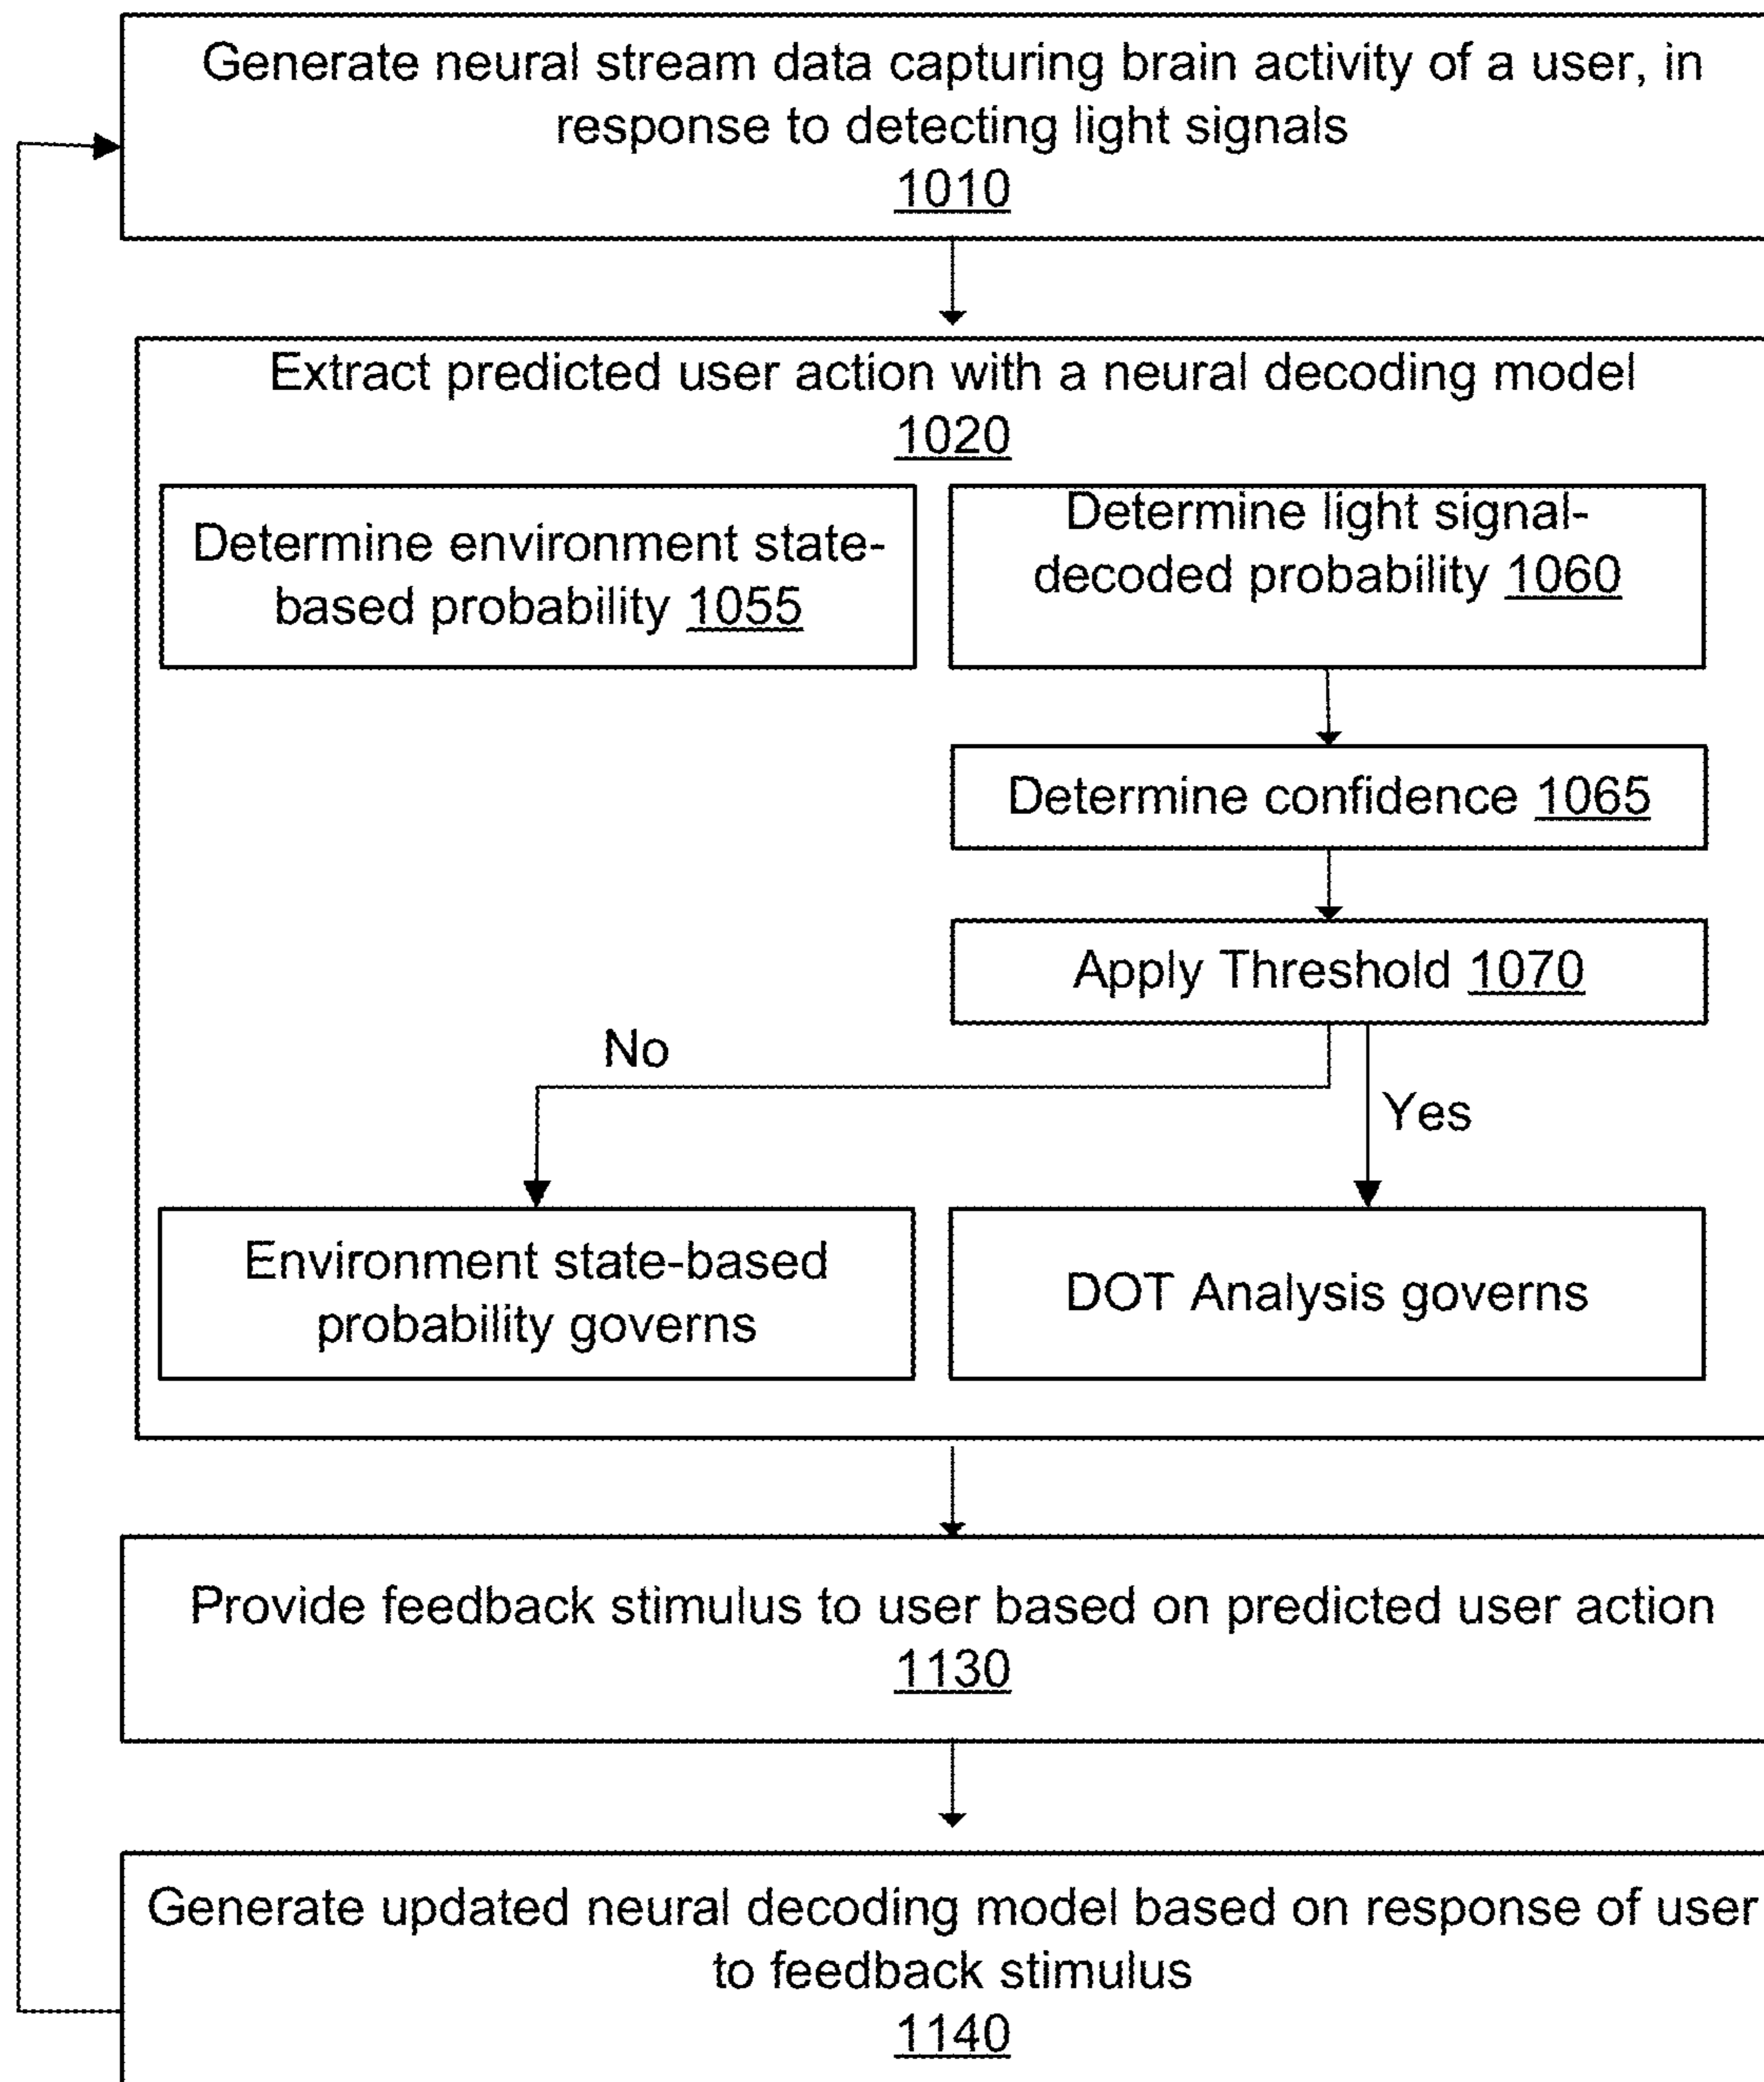 Generate neural stream data capturing brain activity of a user, in
response to detecting light signals
1010
Extract predicted user action with a neural decoding model
1020
Determine environment state-
based probability 1055
Determine light signal-
decoded probability 1060
Determine confidence 1065
Apply Threshold 1070
No
Yes
Environment state-based
probability governs
DOT Analysis governs
Provide feedback stimulus to user based on predicted user action
1130
Generate updated neural decoding model based on response of user
to feedback stimulus
1140